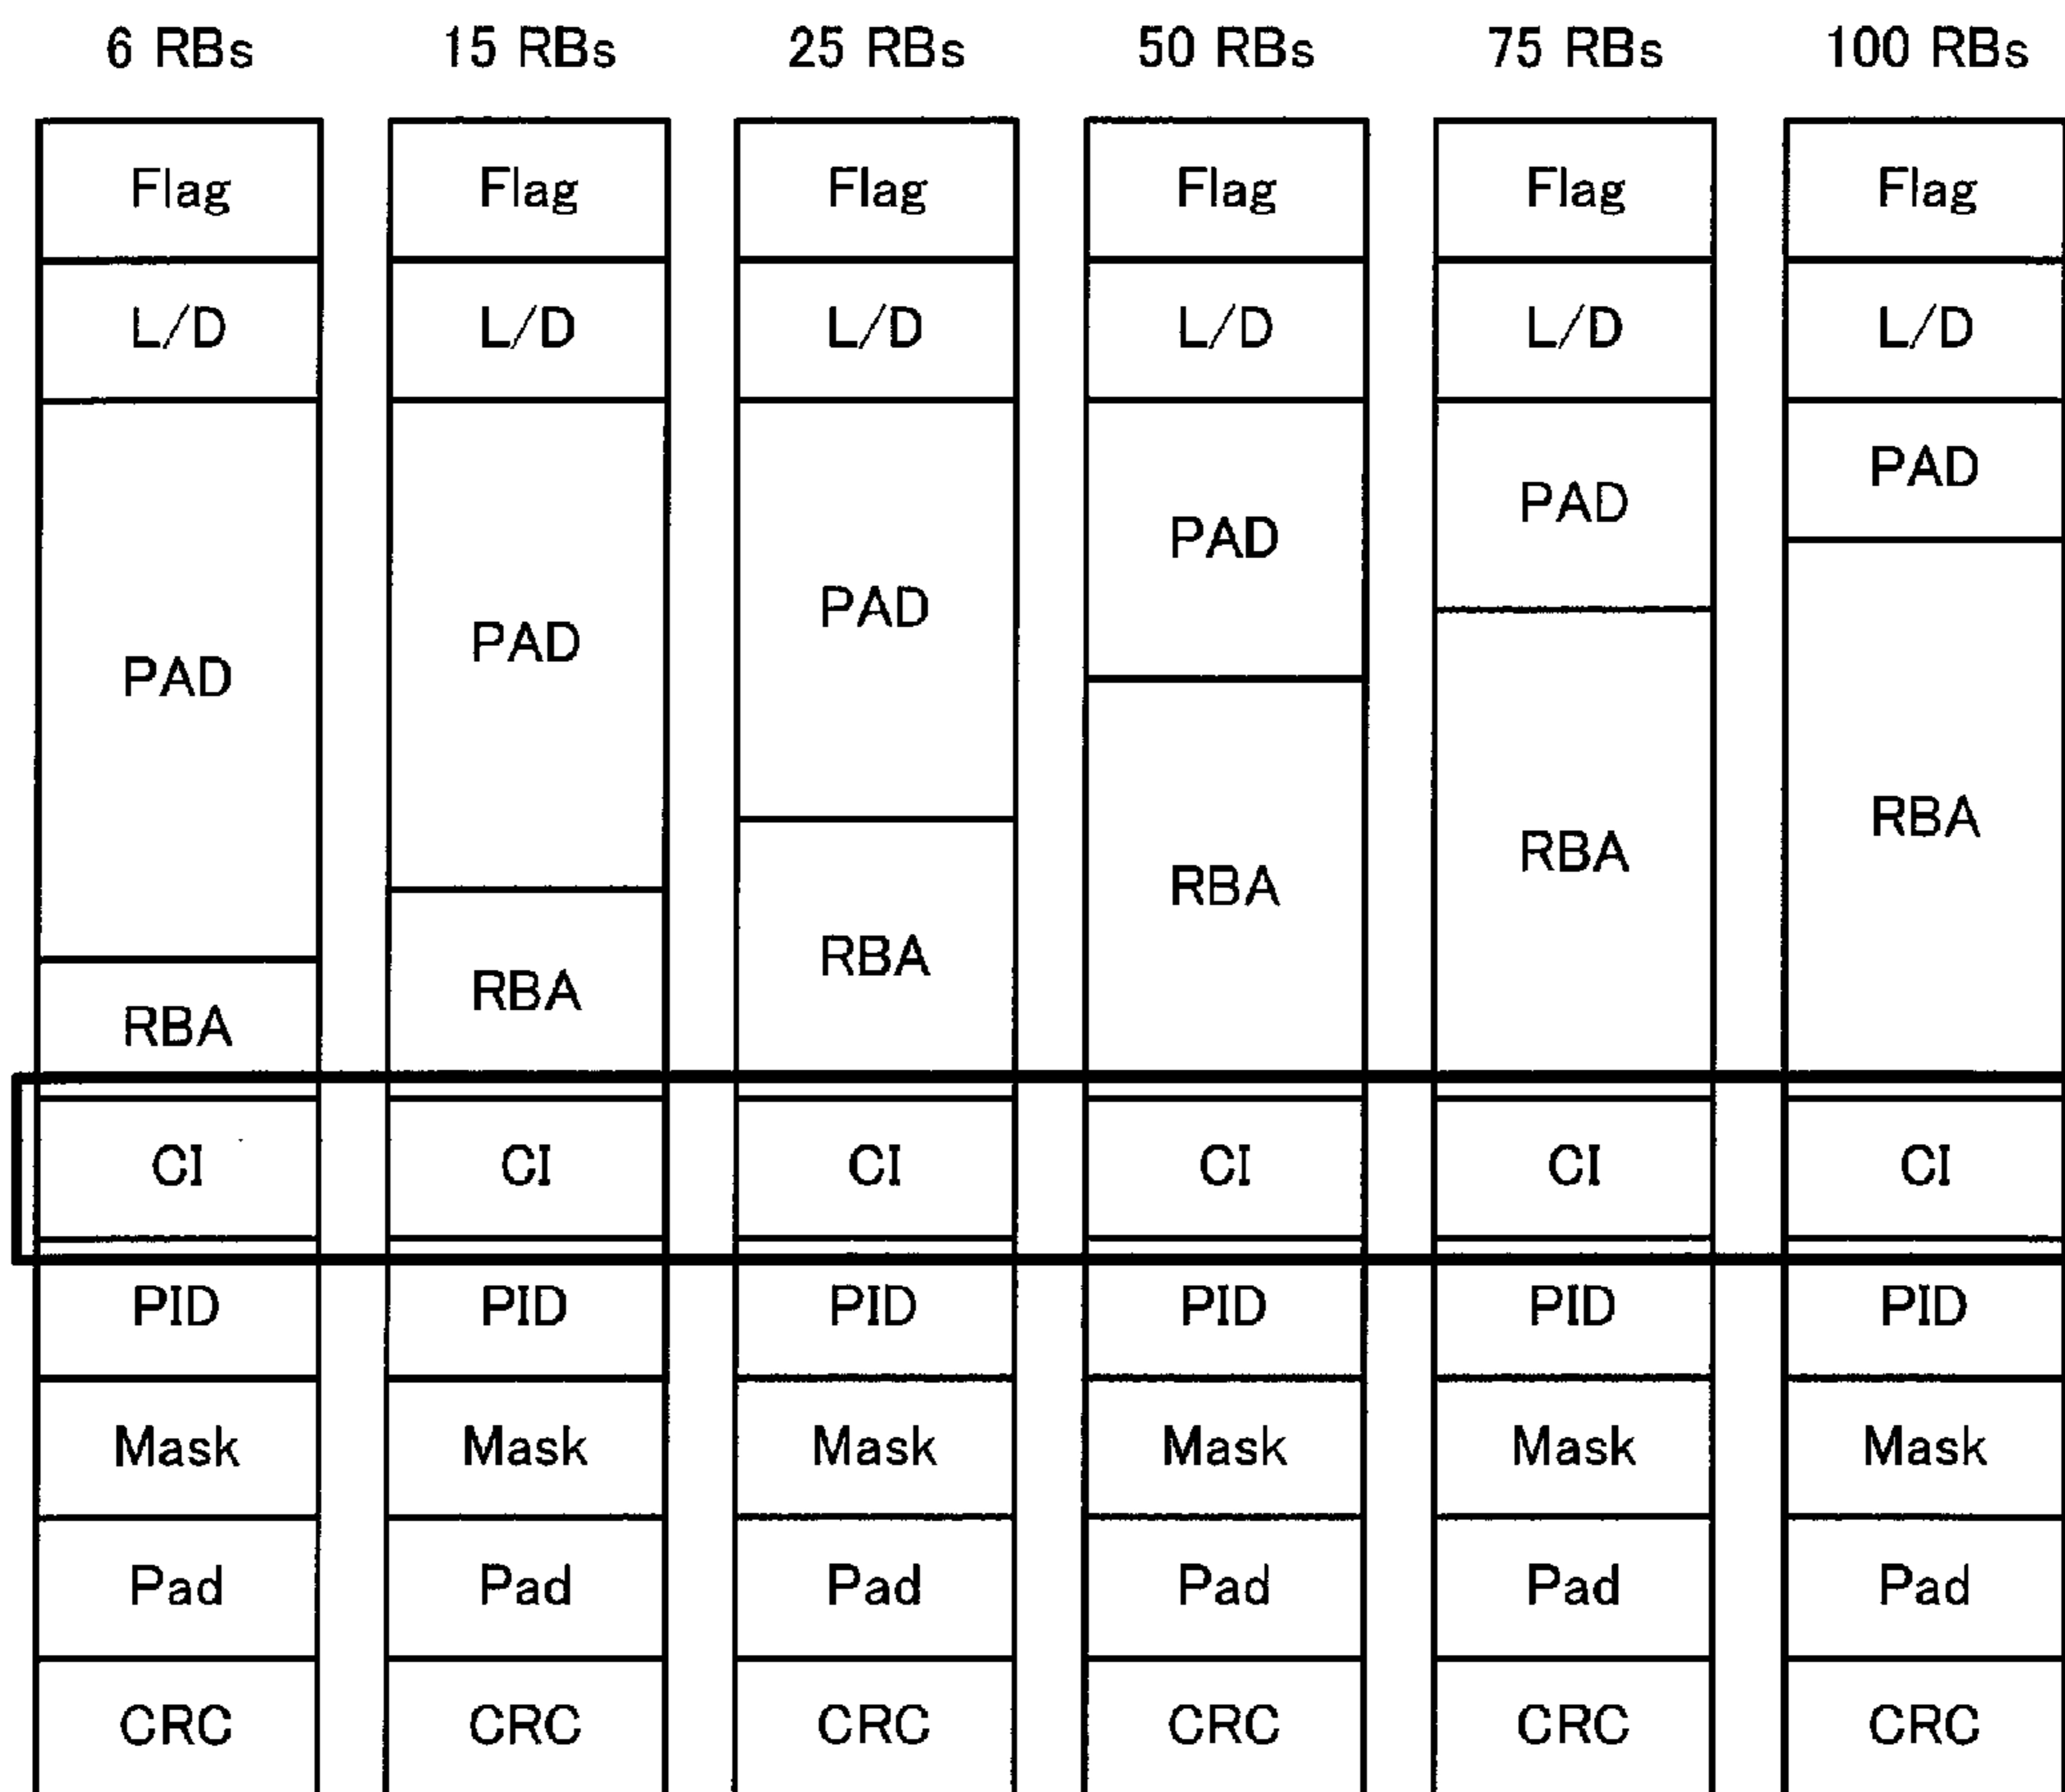 6 RBs 15 RBs 25 RBs 50 RBs 75 RBs 100 RBs
Flag Flag Flag Flag Flag Flag
L/D L/D L/D L/D L/D L/D
PAD PAD PAD PAD PAD PAD
RBA RBA RBA RBA RBA RBA
CI CI CI CI CI CI
PID PID PID PID PID PID
Mask Mask Mask Mask Mask Mask
Pad Pad Pad Pad Pad Pad
CRC CRC CRC CRC CRC CRC